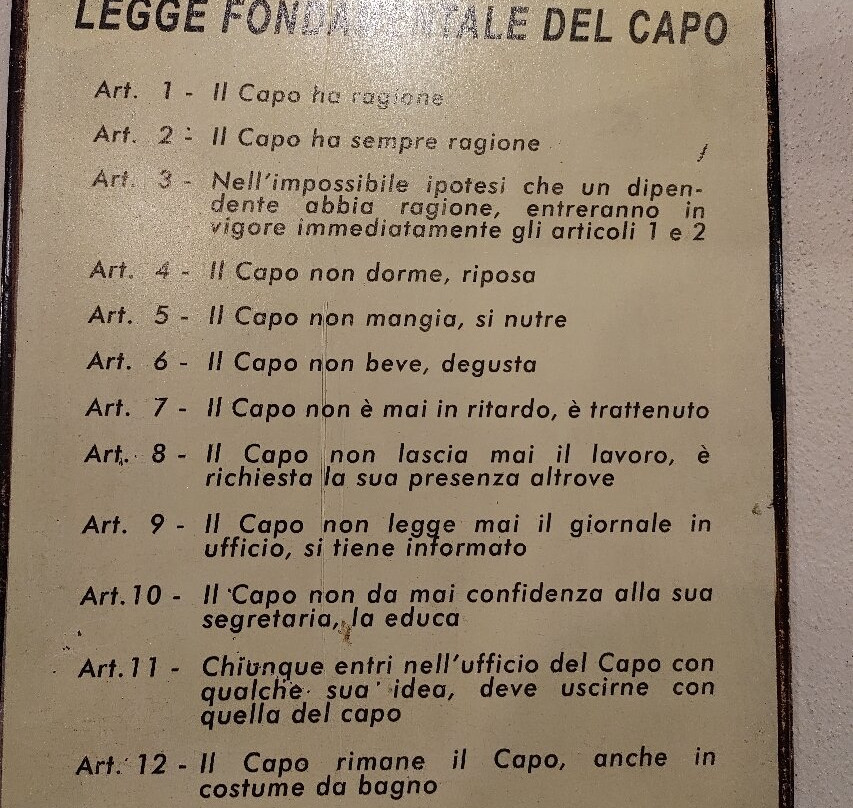 LEGGE FONDAMENTALE DEL CAPO
Art. 1 - Il Capo ha ragione
Art. 2 - Il Capo ha sempre ragione
Art. 3 - Nell'impossibile ipotesi che un dipen-
dente abbia ragione, entreranno in
vigore immediatamente gli articoli 1 e 2
Art. 4 - Il Capo non dorme, riposa
Art. 5 - Il Capo non mangia, si nutre
Art. 6 - Il Capo non beve, degusta
Art. 7 - Il Capo non è mai in ritardo, è trattenuto
Art. 8 - Il Capo non lascia mai il lavoro, è
richiesta la sua presenza altrove
Art. 9 - Il Capo non legge mai il giornale in
ufficio, si tiene informato
Art. 10 - Il Capo non da mai confidenza alla sua
segretaria, la educa
Art. 11 - Chiunque entri nell'ufficio del Capo con
qualche sua idea, deve uscirne con
quella del capo
Art. 12 - Il Capo rimane il Capo, anche in
costume da bagno